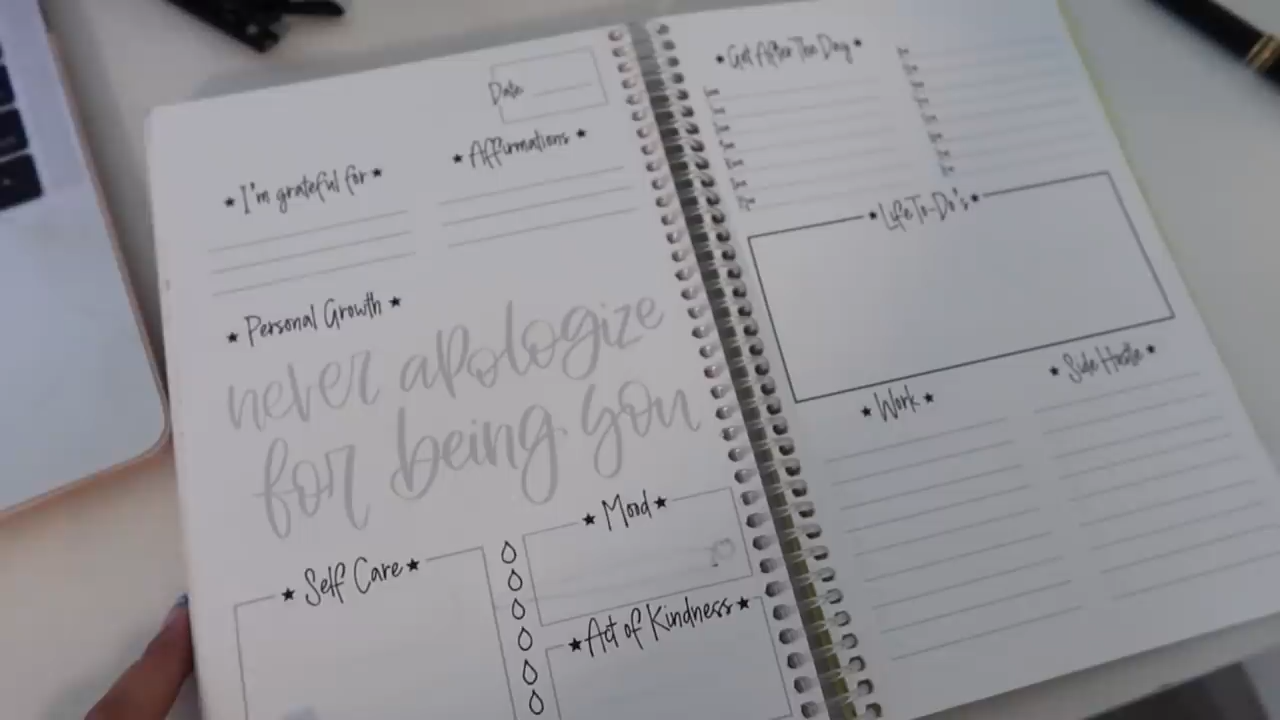 Date
★ I'm grateful for ★
★ Affirmations ★
★ Personal Growth ★
never apologize
for being you
★ Self Care ★
★ Mood ★
★ Act of Kindness ★
★ Get After The Day ★
★ Life To-Do's ★
★ Work ★
★ Side Hustle ★